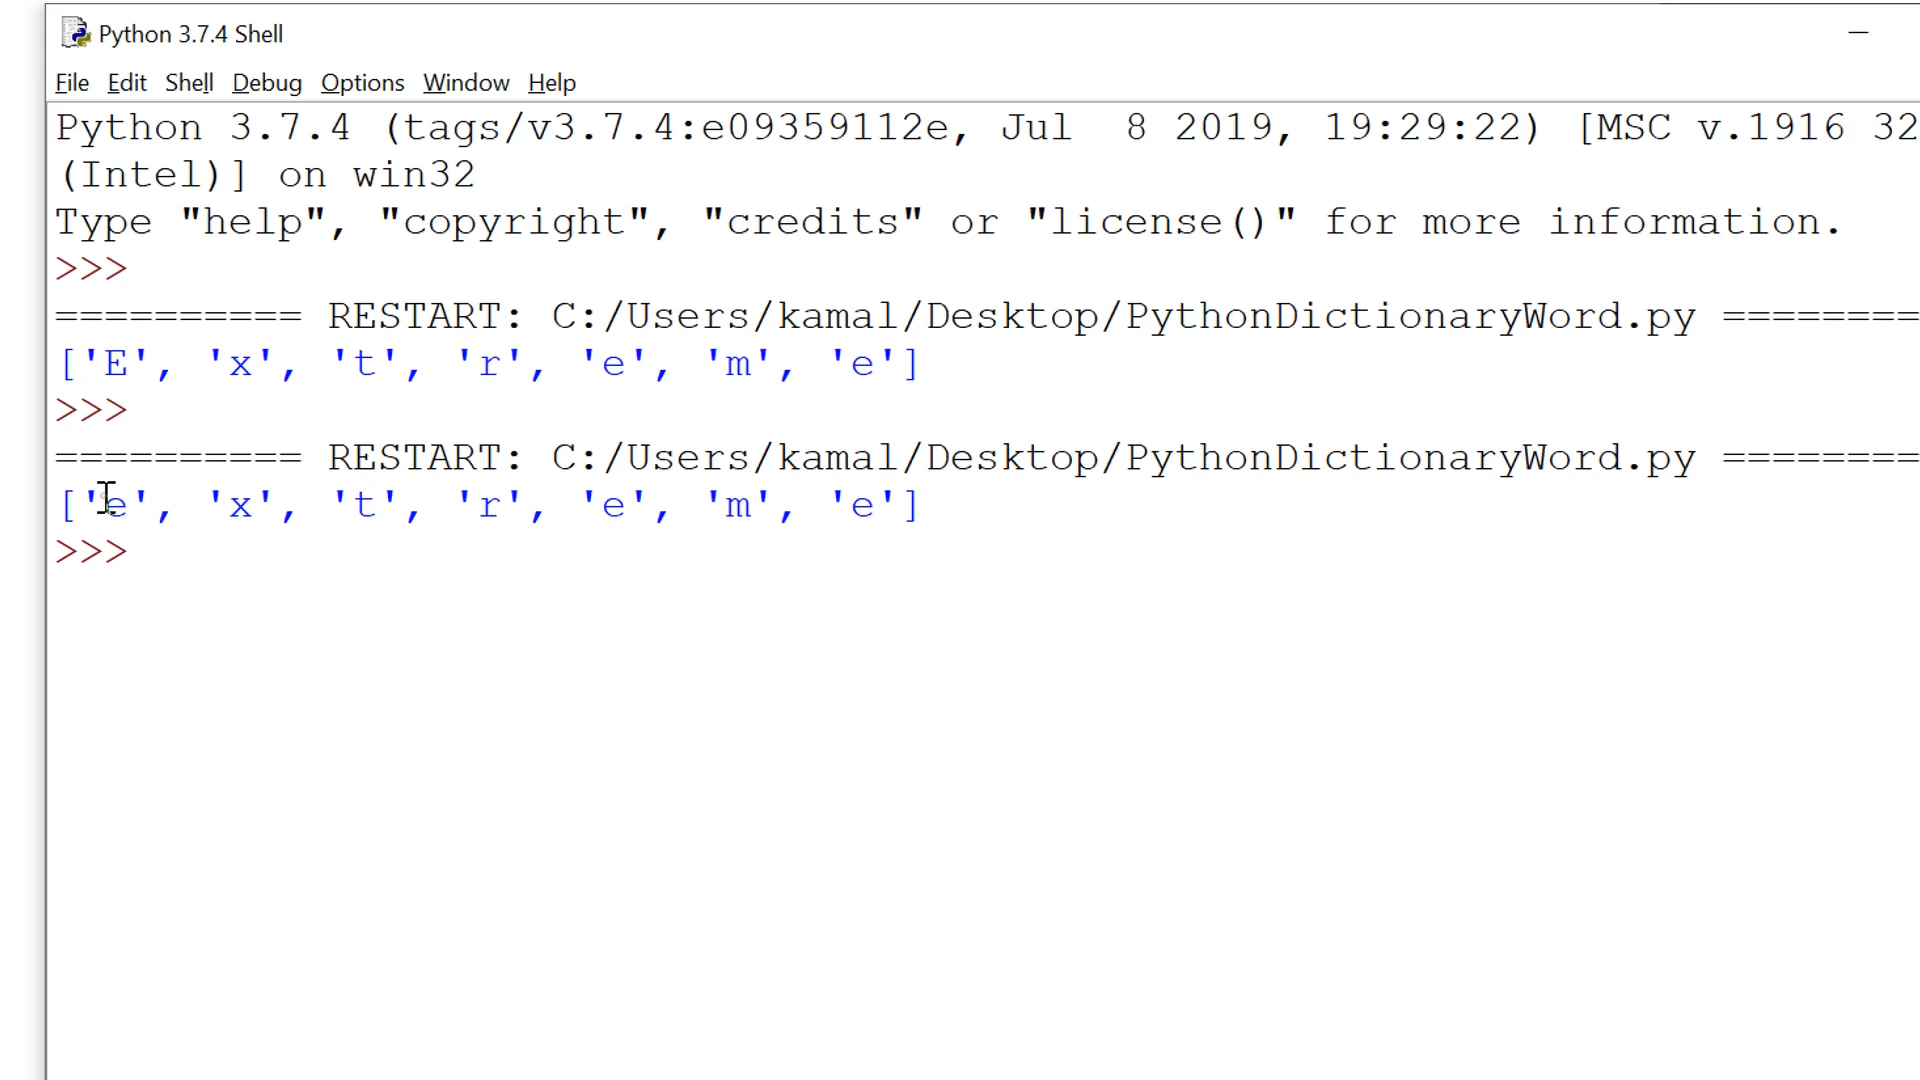 Python 3.7.4 Shell
File Edit Shell Debug Options Window Help
Python 3.7.4 (tags/v3.7.4:e09359112e, Jul  8 2019, 19:29:22) [MSC v.1916 32
(Intel)] on win32
Type "help", "copyright", "credits" or "license()" for more information.
>>>
========== RESTART: C:/Users/kamal/Desktop/PythonDictionaryWord.py ========
['E', 'x', 't', 'r', 'e', 'm', 'e']
>>>
========== RESTART: C:/Users/kamal/Desktop/PythonDictionaryWord.py ========
['e', 'x', 't', 'r', 'e', 'm', 'e']
>>>